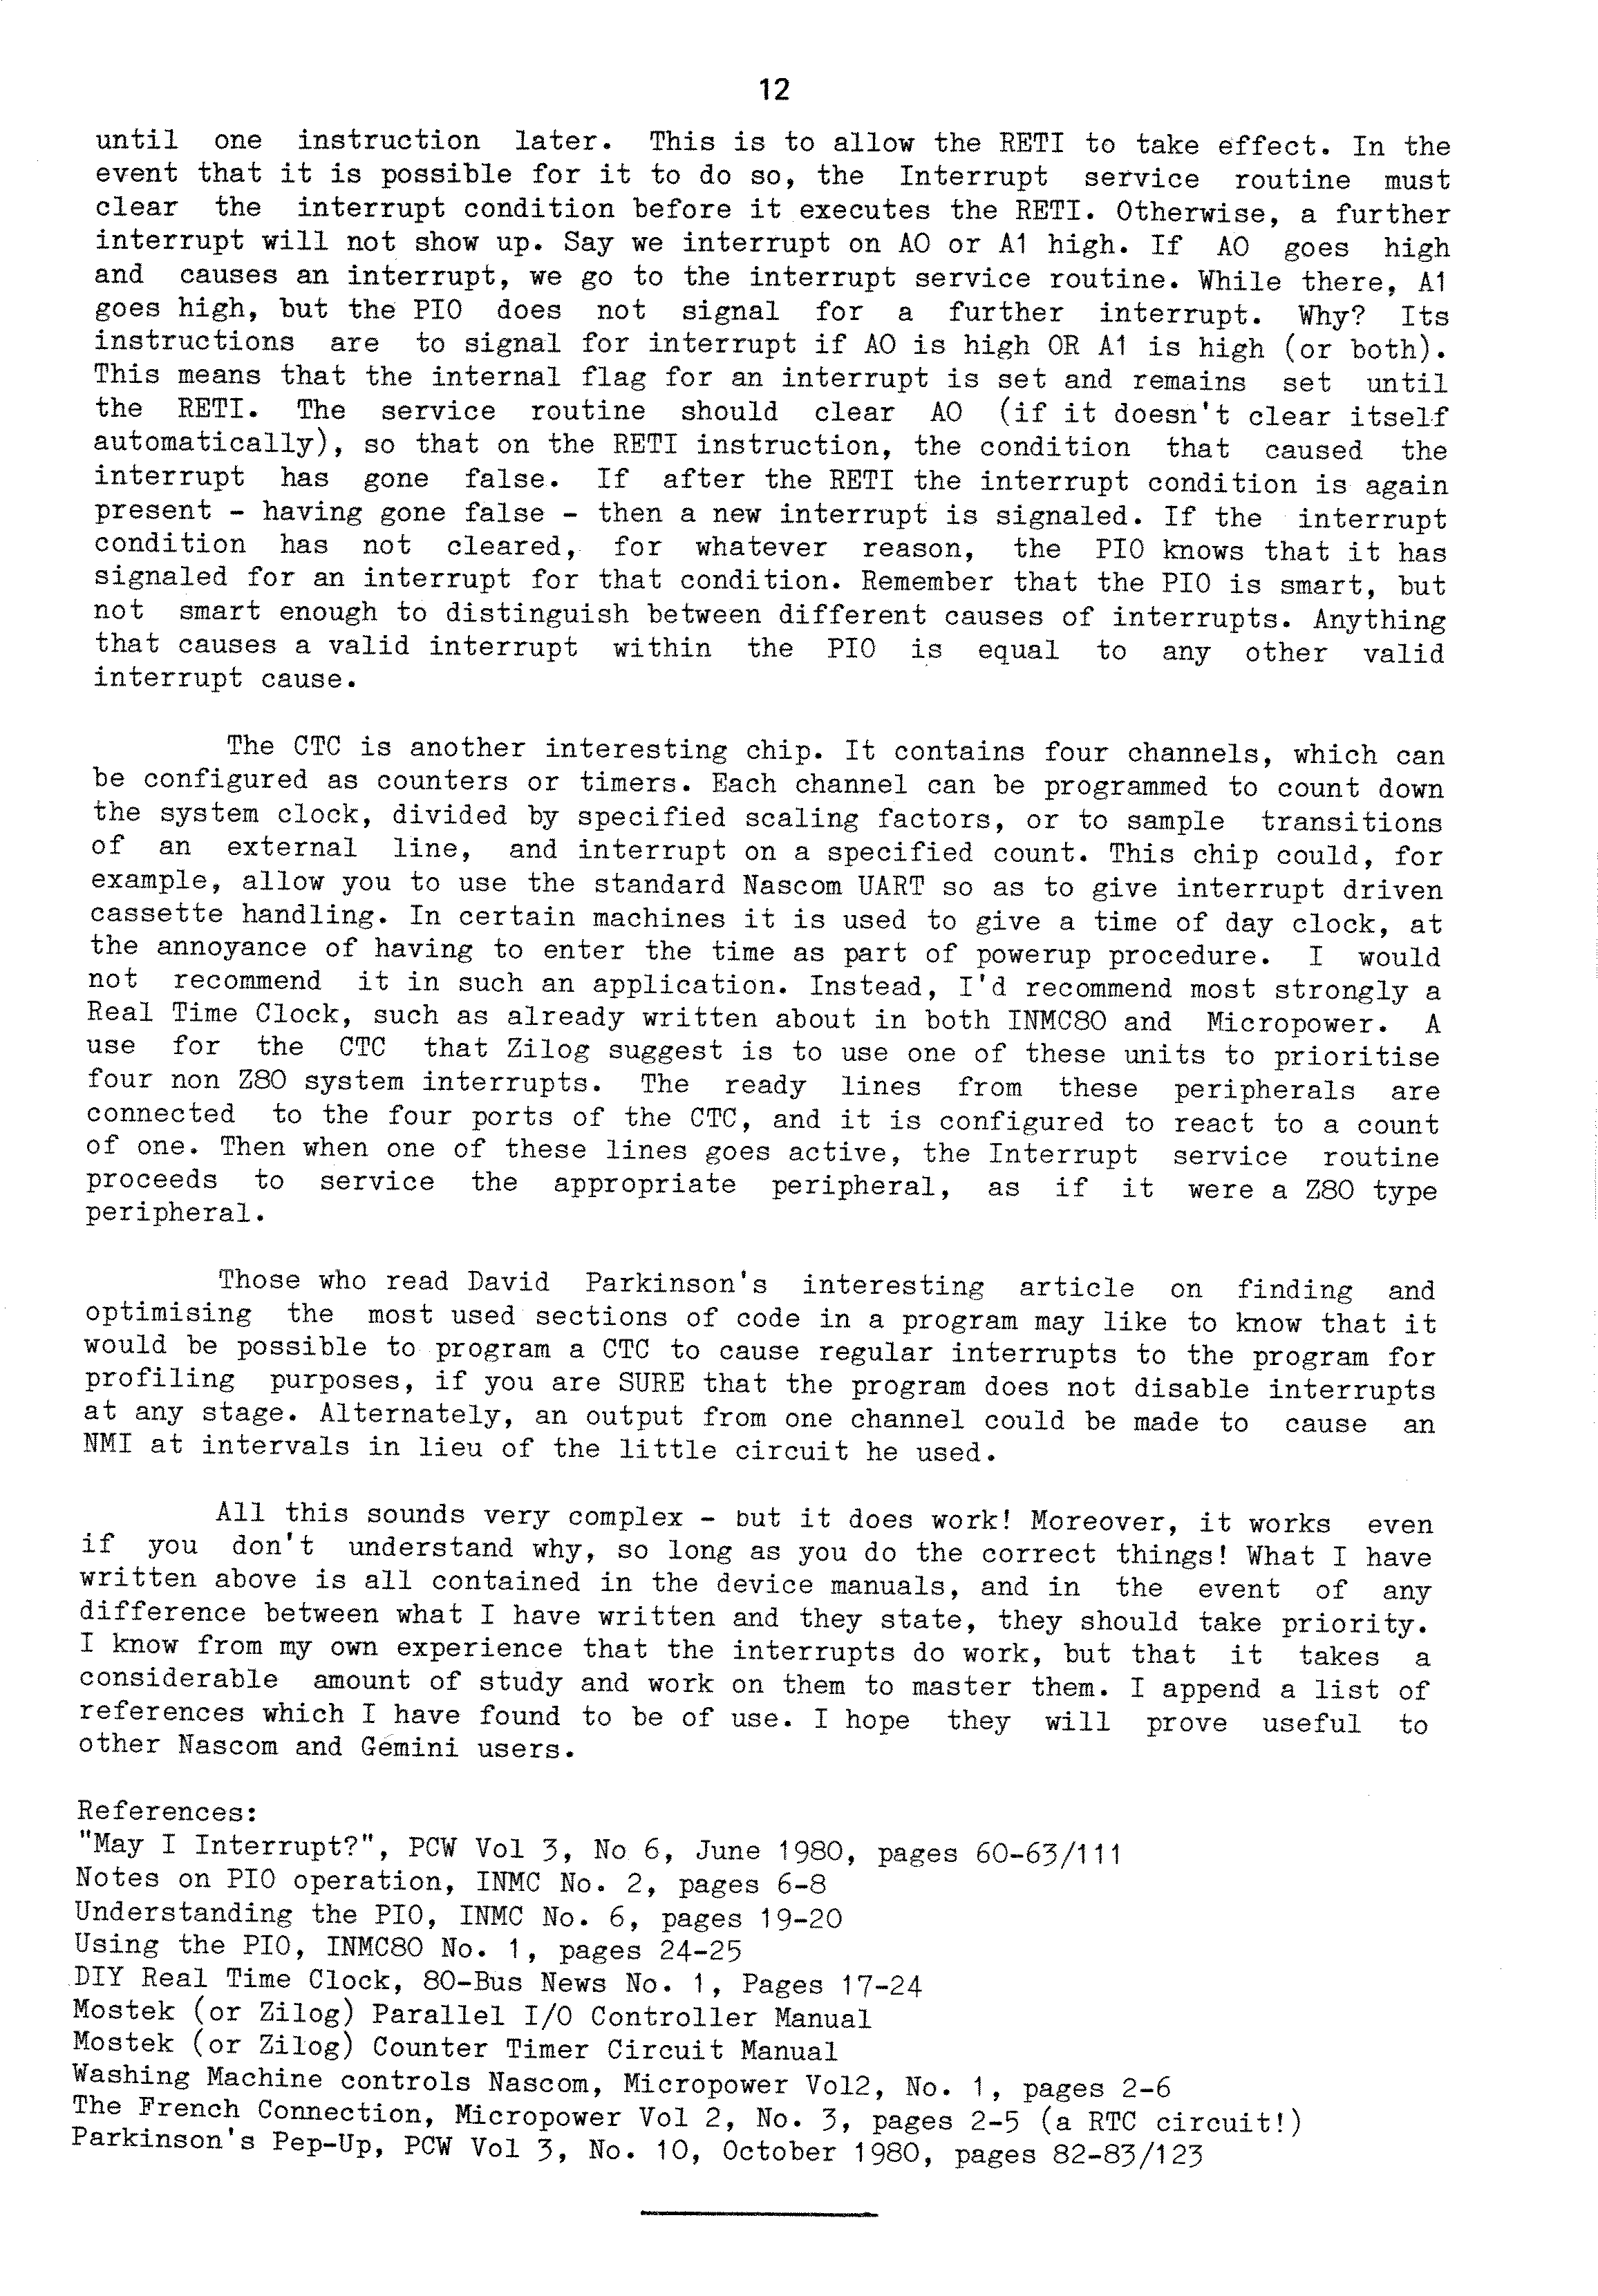 12
until one instruction later. This is to allow the RETI to take effect. In the
event that it is possible for it to do so, the Interrupt service routine must
clear the interrupt condition before it executes the RETI. Otherwise, a further
interrupt will not show up. Say we interrupt on A0 or A1 high. If A0 goes high
and causes an interrupt, we go to the interrupt service routine. While there, A1
goes high, but the PIO does not signal for a further interrupt. Why? Its
instructions are to signal for interrupt if A0 is high OR A1 is high (or both).
This means that the internal flag for an interrupt is set and remains set until
the RETI. The service routine should clear A0 (if it doesn't clear itself
automatically), so that on the RETI instruction, the condition that caused the
interrupt has gone false. If after the RETI the interrupt condition is again
present - having gone false - then a new interrupt is signaled. If the interrupt
condition has not cleared, for whatever reason, the PIO knows that it has
signaled for an interrupt for that condition. Remember that the PIO is smart, but
not smart enough to distinguish between different causes of interrupts. Anything
that causes a valid interrupt within the PIO is equal to any other valid
interrupt cause.
The CTC is another interesting chip. It contains four channels, which can
be configured as counters or timers. Each channel can be programmed to count down
the system clock, divided by specified scaling factors, or to sample transitions
of an external line, and interrupt on a specified count. This chip could, for
example, allow you to use the standard Nascom UART so as to give interrupt driven
cassette handling. In certain machines it is used to give a time of day clock, at
the annoyance of having to enter the time as part of powerup procedure. I would
not recommend it in such an application. Instead, I'd recommend most strongly a
Real Time Clock, such as already written about in both INMC80 and Micropower. A
use for the CTC that Zilog suggest is to use one of these units to prioritise
four non Z80 system interrupts. The ready lines from these peripherals are
connected to the four ports of the CTC, and it is configured to react to a count
of one. Then when one of these lines goes active, the Interrupt service routine
proceeds to service the appropriate peripheral, as if it were a Z80 type
peripheral.
Those who read David Parkinson's interesting article on finding and
optimising the most used sections of code in a program may like to know that it
would be possible to program a CTC to cause regular interrupts to the program for
profiling purposes, if you are SURE that the program does not disable interrupts
at any stage. Alternately, an output from one channel could be made to cause an
NMI at intervals in lieu of the little circuit he used.
All this sounds very complex - but it does work! Moreover, it works even
if you don't understand why, so long as you do the correct things! What I have
written above is all contained in the device manuals, and in the event of any
difference between what I have written and they state, they should take priority.
I know from my own experience that the interrupts do work, but that it takes a
considerable amount of study and work on them to master them. I append a list of
references which I have found to be of use. I hope they will prove useful to
other Nascom and Gemini users.
References:
"May I Interrupt?", PCW Vol 3, No 6, June 1980, pages 60-63/111
Notes on PIO operation, INMC No. 2, pages 6-8
Understanding the PIO, INMC No. 6, pages 19-20
Using the PIO, INMC80 No. 1, pages 24-25
DIY Real Time Clock, 80-Bus News No. 1, Pages 17-24
Mostek (or Zilog) Parallel I/O Controller Manual
Mostek (or Zilog) Counter Timer Circuit Manual
Washing Machine controls Nascom, Micropower Vol2, No. 1, pages 2-6
The French Connection, Micropower Vol 2, No. 3, pages 2-5 (a RTC circuit!)
Parkinson's Pep-Up, PCW Vol 3, No. 10, October 1980, pages 82-83/123